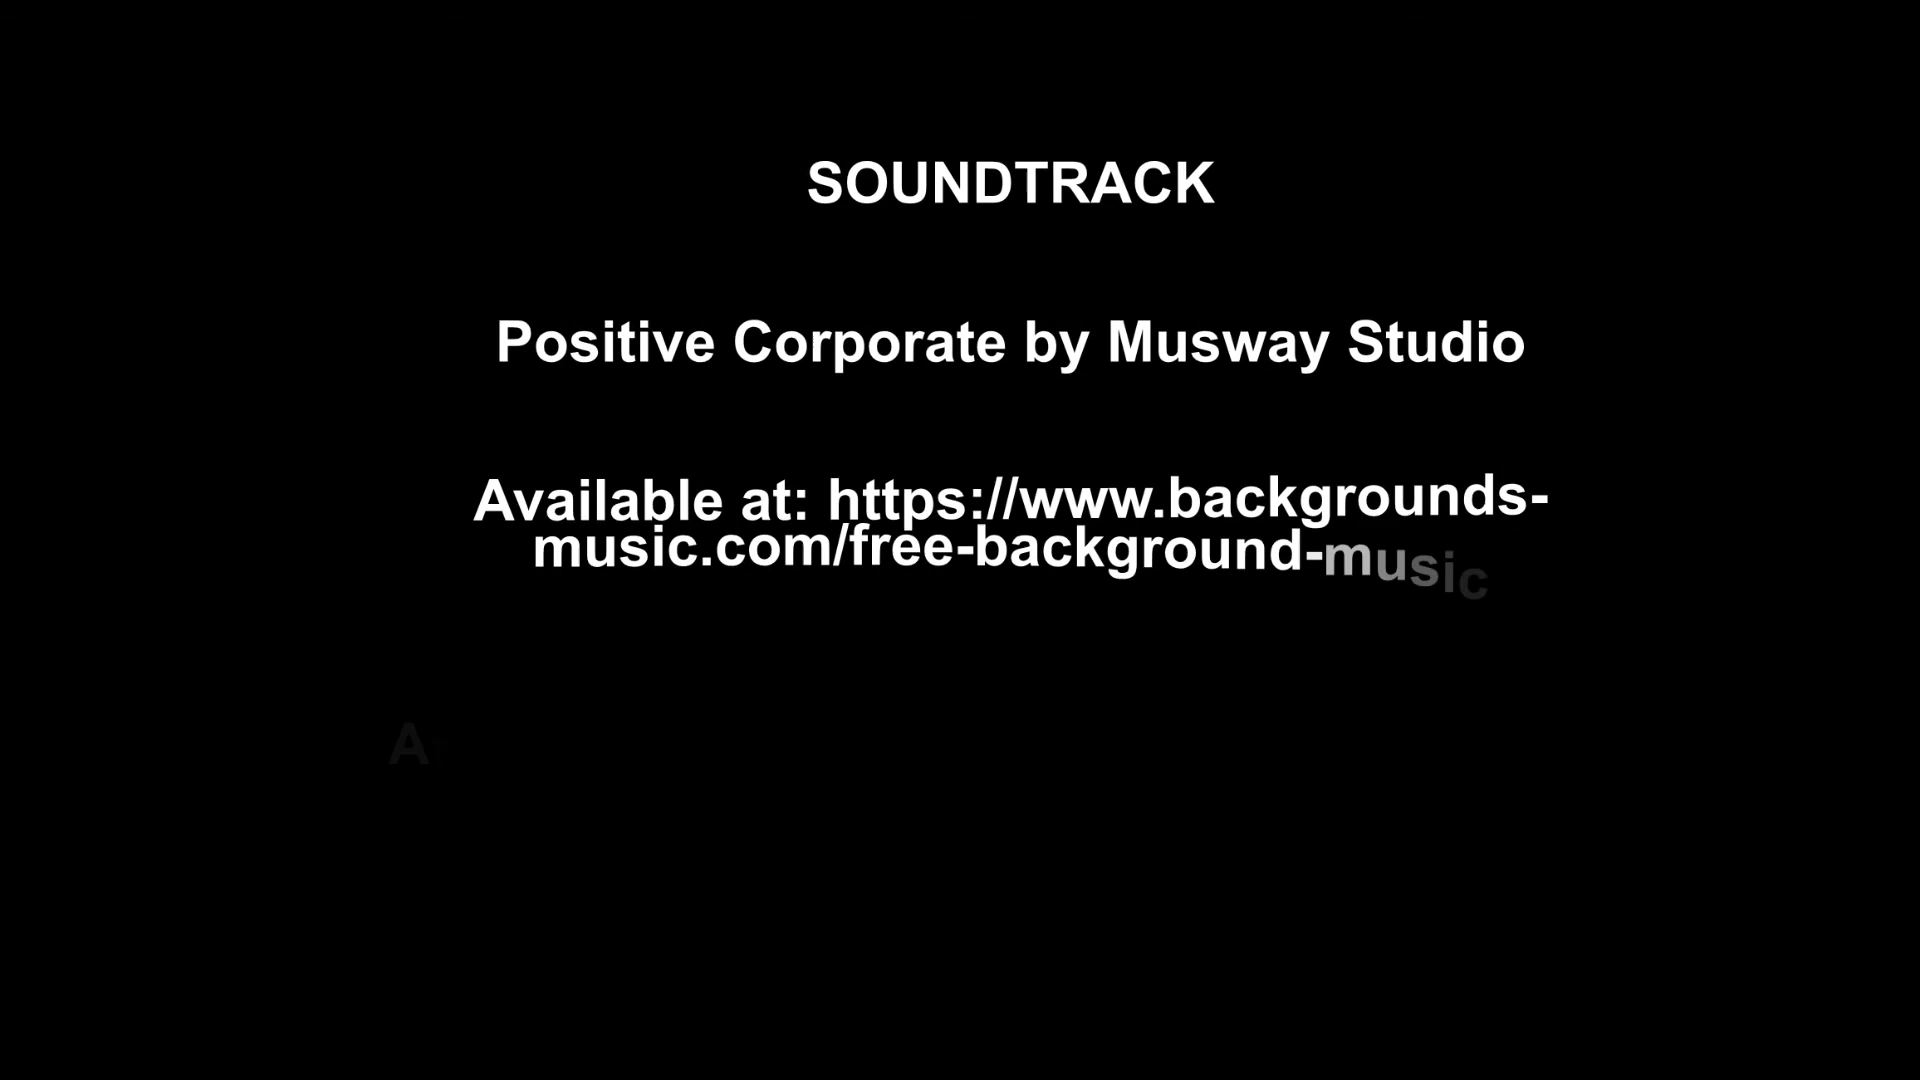 SOUNDTRACK
Positive Corporate by Musway Studio
Available at: https://www.backgrounds-
music.com/free-background-music